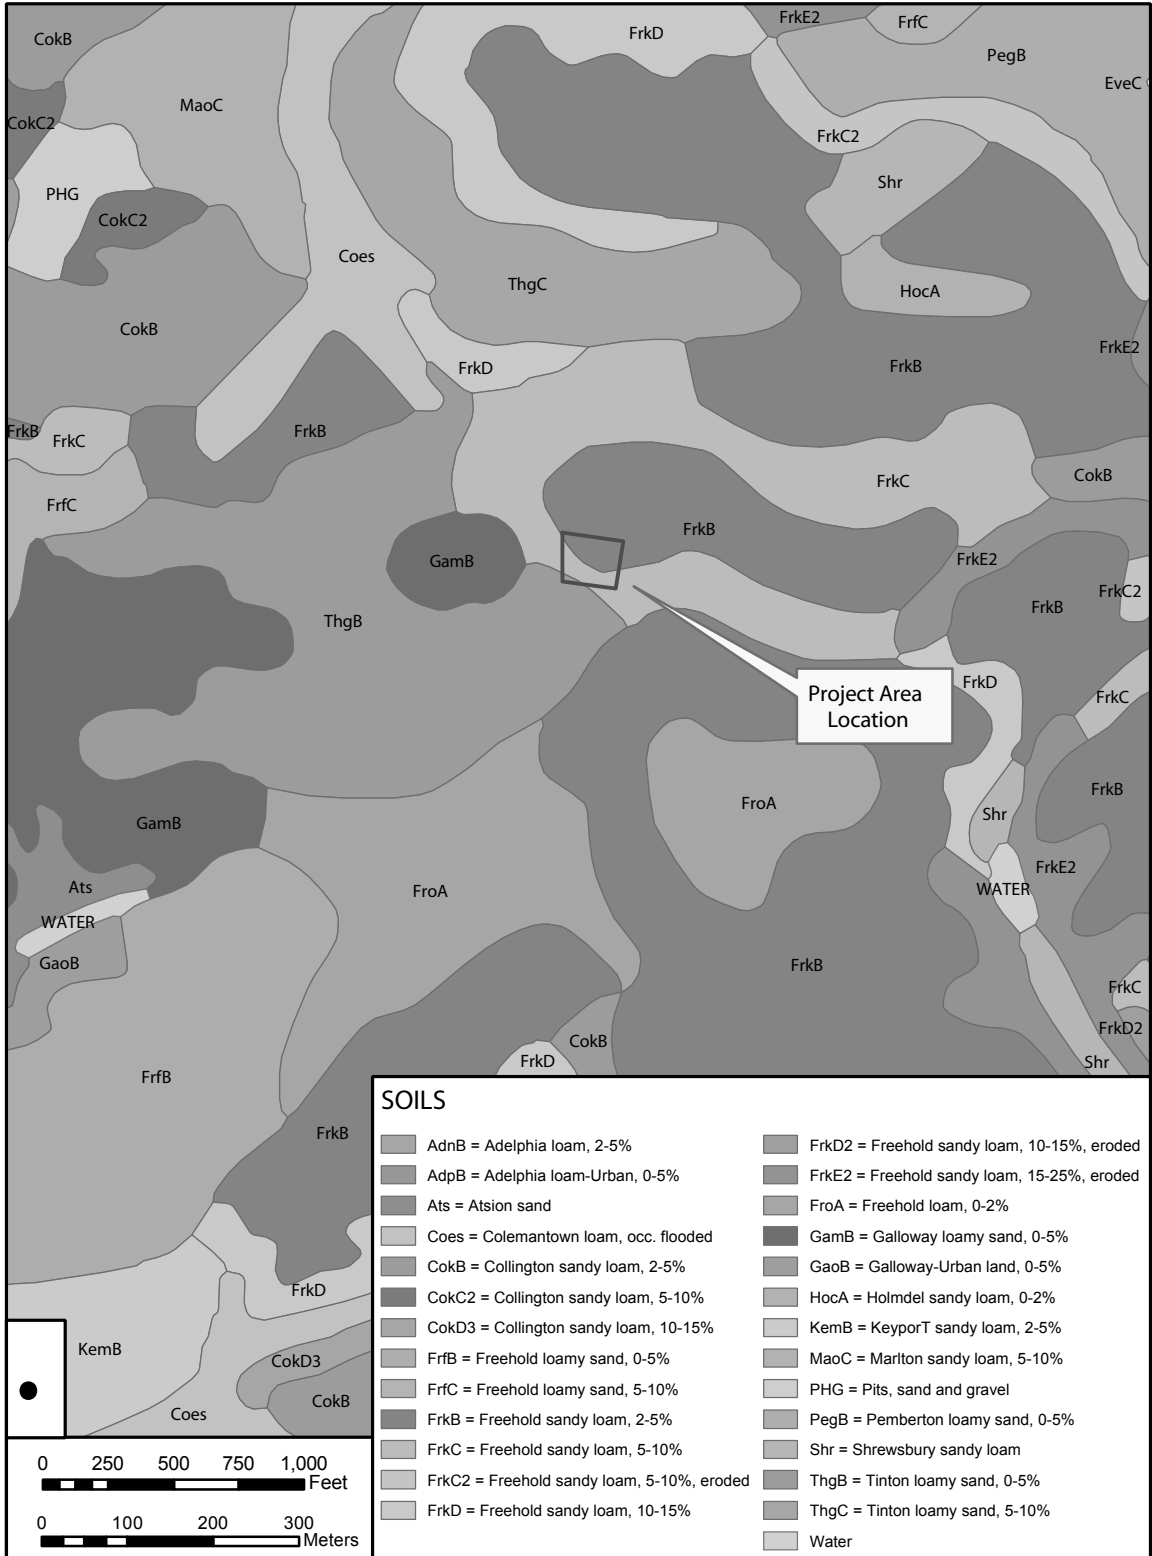 FrkE2
FrfC
CokB
FrkD
PegB
EveC
MaoC
CokC2
FrkC2
Shr
PHG
CokC2
Coes
ThgC
HocA
CokB
FrkE2
FrkD
FrkB
FrkB
FrkC
FrkB
CokB
FrkC
FrfC
FrkB
GamB
FrkE2
FrkC2
FrkB
ThgB
FrkD
Project Area
Location
FrkC
FrkB
FroA
Shr
GamB
FrkE2
Ats
WATER
FroA
WATER
GaoB
FrkB
FrkC
FrkD2
CokB
FrkD
Shr
FrfB
FrkB
FrkD
KemB
CokD3
CokB
Coes
SOILS
AdnB = Adelphia loam, 2-5%
AdpB = Adelphia loam-Urban, 0-5%
Ats = Atsion sand
Coes = Colemantown loam, occ. flooded
CokB = Collington sandy loam, 2-5%
CokC2 = Collington sandy loam, 5-10%
CokD3 = Collington sandy loam, 10-15%
FrfB = Freehold loamy sand, 0-5%
FrfC = Freehold loamy sand, 5-10%
FrkB = Freehold sandy loam, 2-5%
FrkC = Freehold sandy loam, 5-10%
FrkC2 = Freehold sandy loam, 5-10%, eroded
FrkD = Freehold sandy loam, 10-15%
FrkD2 = Freehold sandy loam, 10-15%, eroded
FrkE2 = Freehold sandy loam, 15-25%, eroded
FroA = Freehold loam, 0-2%
GamB = Galloway loamy sand, 0-5%
GaoB = Galloway-Urban land, 0-5%
HocA = Holmdel sandy loam, 0-2%
KemB = KeyporT sandy loam, 2-5%
MaoC = Marlton sandy loam, 5-10%
PHG = Pits, sand and gravel
PegB = Pemberton loamy sand, 0-5%
Shr = Shrewsbury sandy loam
ThgB = Tinton loamy sand, 0-5%
ThgC = Tinton loamy sand, 5-10%
Water
0 250 500 750 1,000
Feet
0 100 200 300
Meters